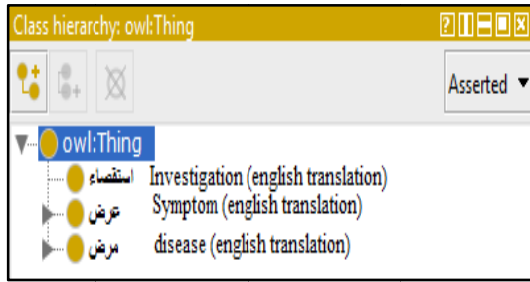 Class hierarchy: owl:Thing
Asserted
owl:Thing
استقصاء Investigation (english translation)
عرض Symptom (english translation)
مرض disease (english translation)